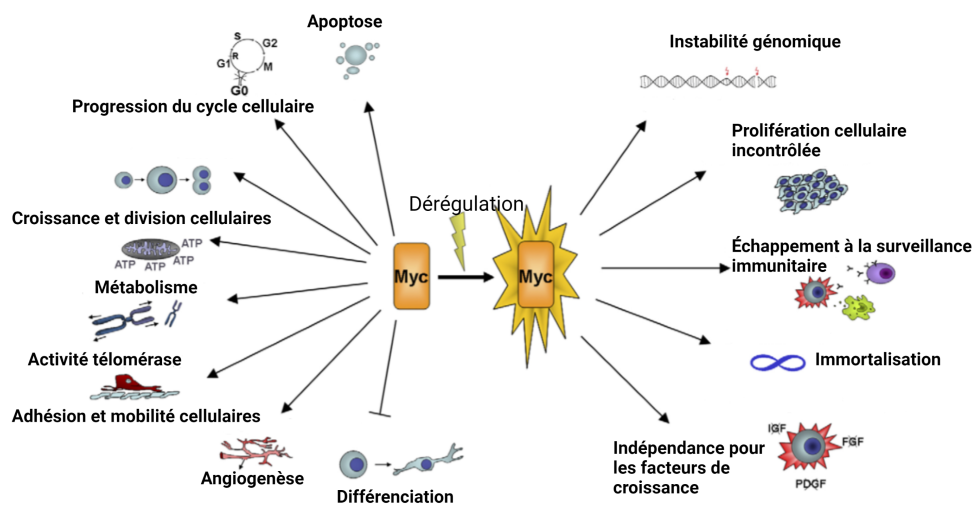 Apoptose
S
G2
G1
R
M
G0
Progression du cycle cellulaire
Croissance et division cellulaires
ATP
ATP
ATP
ATP
Métabolisme
Activité télomérase
Adhésion et mobilité cellulaires
Angiogenèse
Différenciation
Myc
Dérégulation
Myc
Instabilité génomique
Prolifération cellulaire
incontrôlée
Échappement à la surveillance
immunitaire
Immortalisation
Indépendance pour
les facteurs de
croissance
IGF
FGF
PDGF